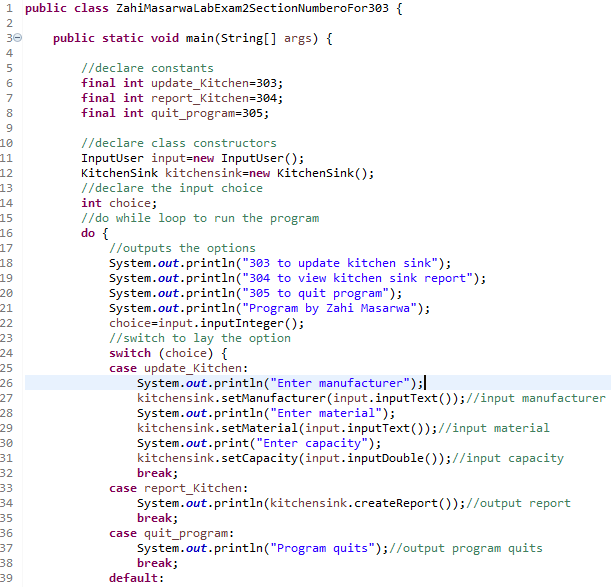 1 public class ZahiMasarwaLabExam2SectionNumberoFor303 {
2
3 public static void main(String[] args) {
4
5 //declare constants
6 final int update_Kitchen=303;
7 final int report_Kitchen=304;
8 final int quit_program=305;
9
10 //declare class constructors
11 InputUser input=new InputUser();
12 KitchenSink kitchensink=new KitchenSink();
13 //declare the input choice
14 int choice;
15 //do while loop to run the program
16 do {
17 //outputs the options
18 System.out.println("303 to update kitchen sink");
19 System.out.println("304 to view kitchen sink report");
20 System.out.println("305 to quit program");
21 System.out.println("Program by Zahi Masarwa");
22 choice=input.inputInteger();
23 //switch to lay the option
24 switch (choice) {
25 case update_Kitchen:
26 System.out.println("Enter manufacturer");
27 kitchensink.setManufacturer(input.inputText());//input manufacturer
28 System.out.println("Enter material");
29 kitchensink.setMaterial(input.inputText());//input material
30 System.out.print("Enter capacity");
31 kitchensink.setCapacity(input.inputDouble());//input capacity
32 break;
33 case report_Kitchen:
34 System.out.println(kitchensink.createReport());//output report
35 break;
36 case quit_program:
37 System.out.println("Program quits");//output program quits
38 break;
39 default: